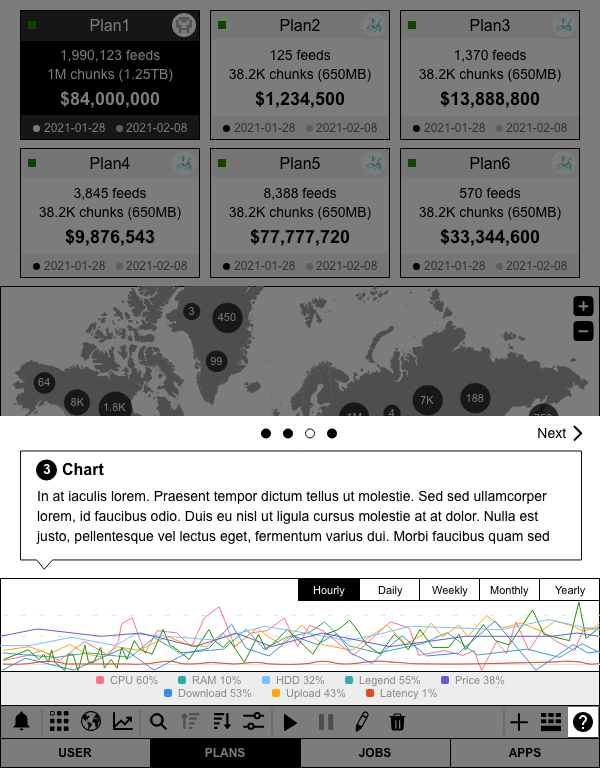 Plan1
1,990,123 feeds
1M chunks (1.25TB)
$84,000,000
2021-01-28 2021-02-08
Plan2
125 feeds
38.2K chunks (650MB)
$1,234,500
2021-01-28 2021-02-08
Plan3
1,370 feeds
38.2K chunks (650MB)
$13,888,800
2021-01-28 2021-02-08
Plan4
3,845 feeds
38.2K chunks (650MB)
$9,876,543
2021-01-28 2021-02-08
Plan5
8,388 feeds
38.2K chunks (650MB)
$77,777,720
2021-01-28 2021-02-08
Plan6
570 feeds
38.2K chunks (650MB)
$33,344,600
2021-01-28 2021-02-08
+
−
3
450
99
64
8K
1.8K
4
7K
188
Next
3 Chart
In at iaculis lorem. Praesent tempor dictum tellus ut molestie. Sed sed ullamcorper
lorem, id faucibus odio. Duis eu nisl ut ligula cursus molestie at at dolor. Nulla est
justo, pellentesque vel lectus eget, fermentum varius dui. Morbi faucibus quam sed
Hourly Daily Weekly Monthly Yearly
CPU 60% RAM 10% HDD 32% Legend 55% Price 38%
Download 53% Upload 43% Latency 1%
?
USER PLANS JOBS APPS